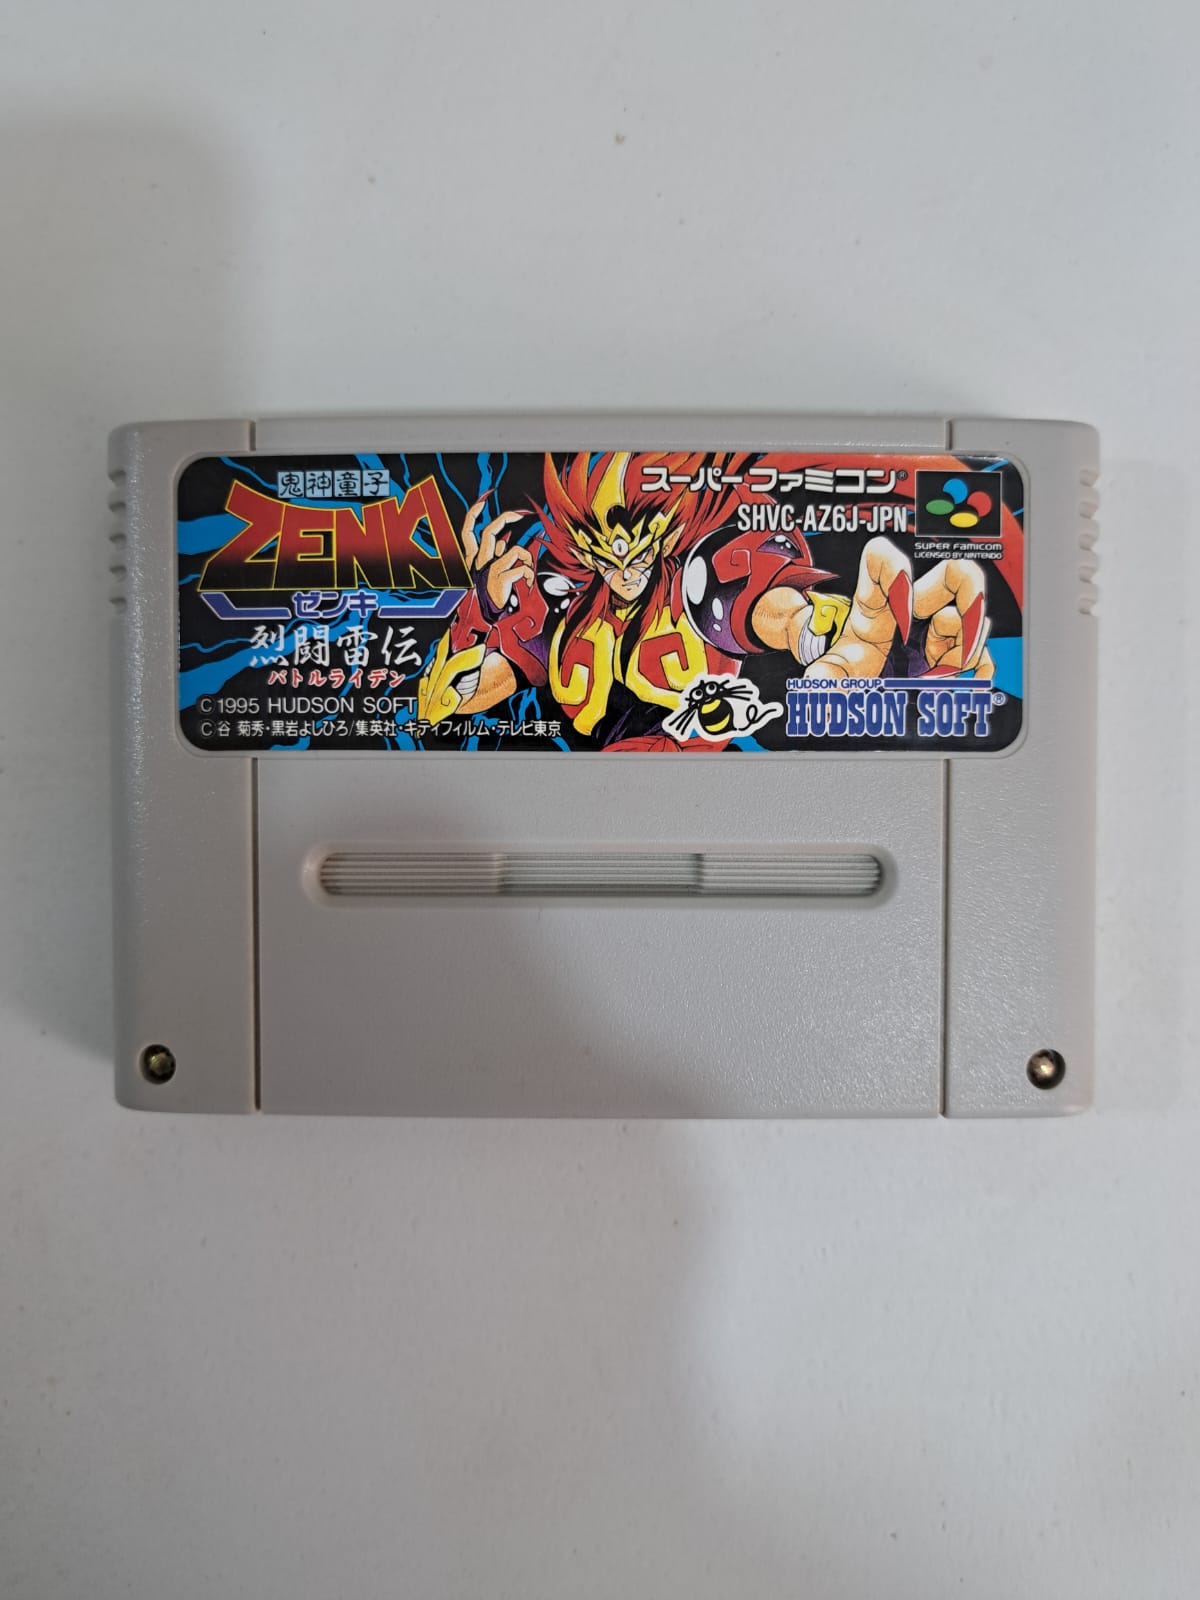 鬼神童子
ZENKI
ゼンキ
烈闘雷伝
バトルライデン
©1995 HUDSON SOFT
©谷 菊秀・黒岩よしひろ/集英社・キティフィルム・テレビ東京
スーパーファミコン®
SHVC-AZ6J-JPN
SUPER FAMICOM
LICENSED BY NINTENDO
HUDSON GROUP
HUDSON SOFT®